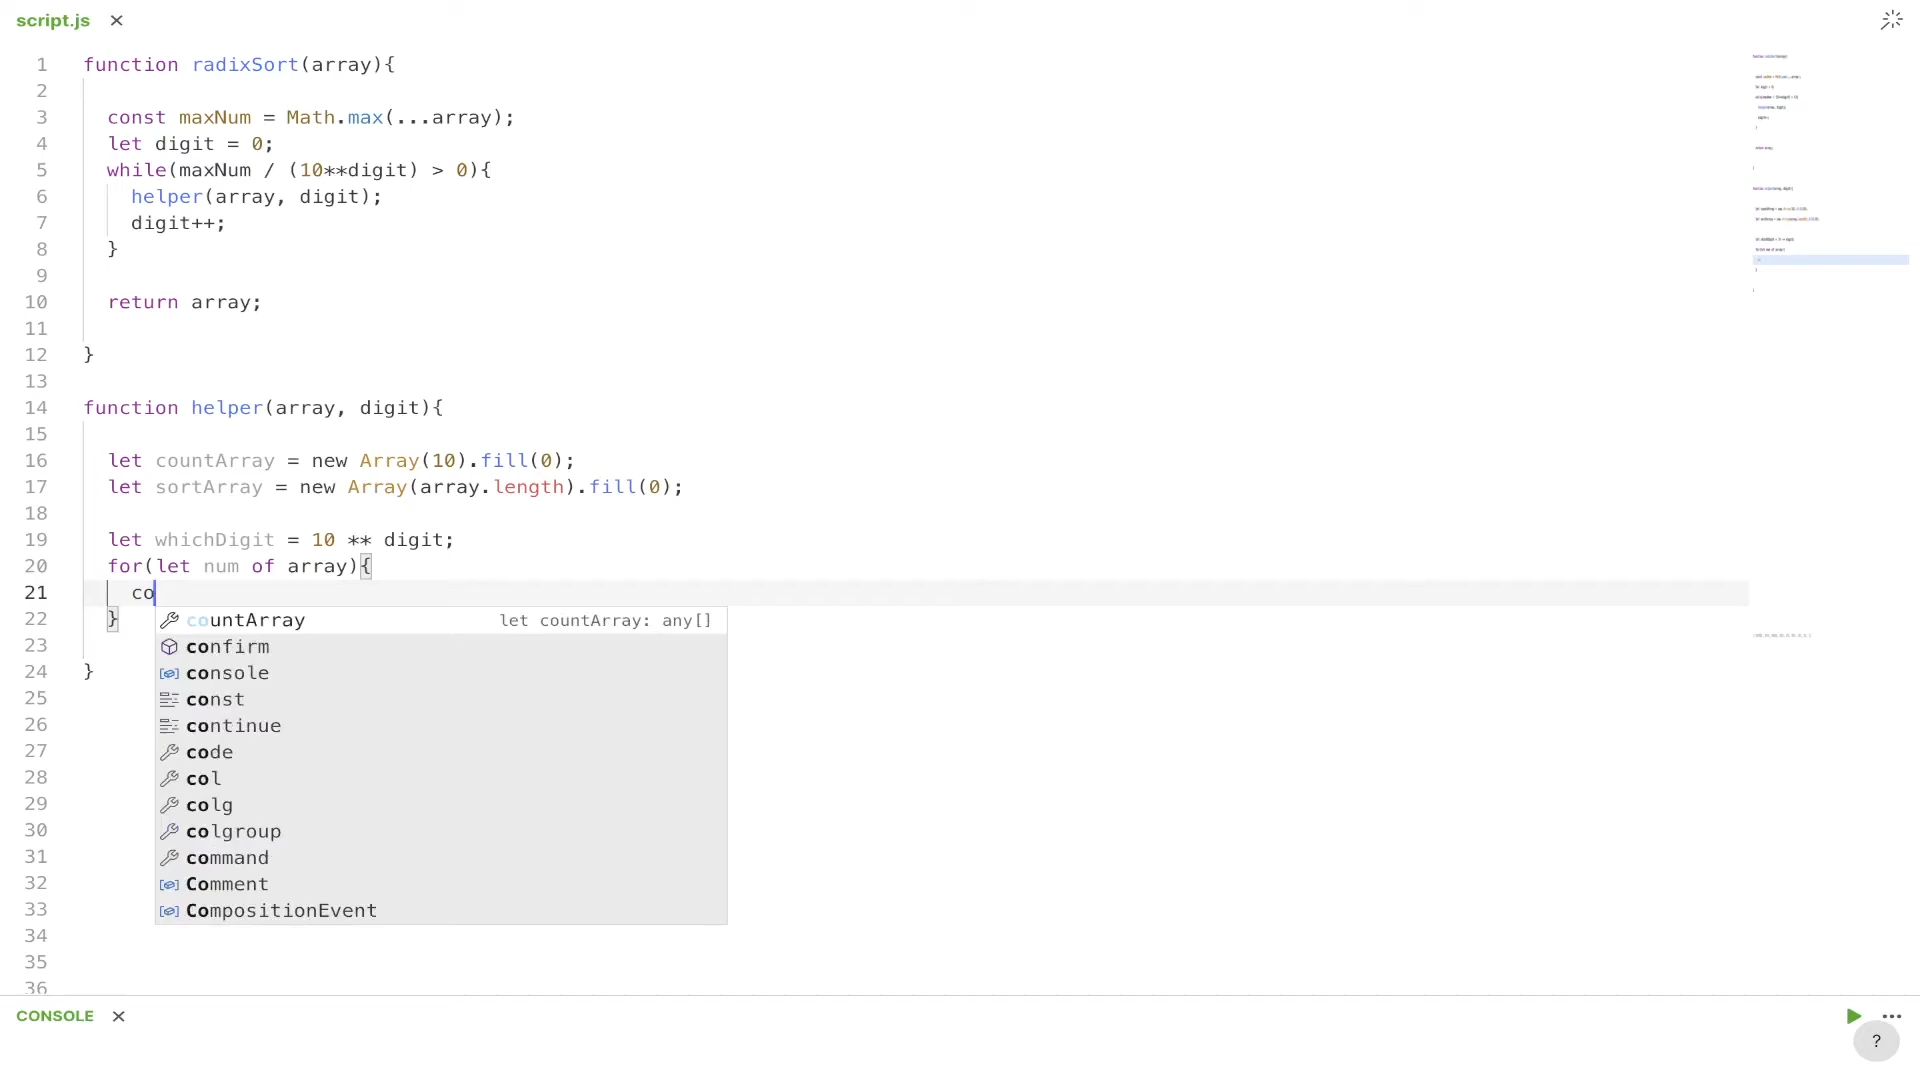 script.js ×
1 function radixSort(array){
2
3 const maxNum = Math.max(...array);
4 let digit = 0;
5 while(maxNum / (10**digit) > 0){
6 helper(array, digit);
7 digit++;
8 }
9
10 return array;
11
12 }
13
14 function helper(array, digit){
15
16 let countArray = new Array(10).fill(0);
17 let sortArray = new Array(array.length).fill(0);
18
19 let whichDigit = 10 ** digit;
20 for(let num of array){
21 co
22 }
countArray let countArray: any[]
23
confirm
24 }
console
25
const
26
continue
27
code
28
col
29
colg
30
colgroup
31
command
32
Comment
33
CompositionEvent
34
35
36
CONSOLE ×
?